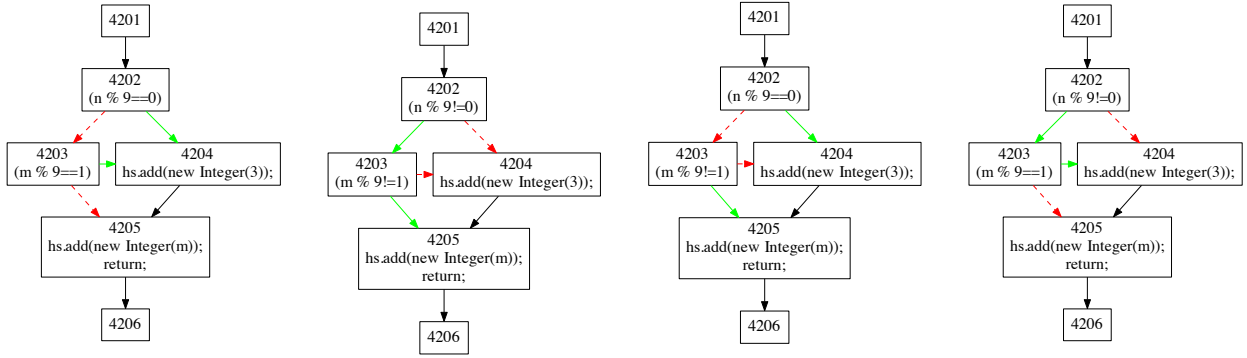 4201
4202
(n % 9==0)
4203
(m % 9==1)
4204
hs.add(new Integer(3));
4205
hs.add(new Integer(m));
return;
4206
4201
4202
(n % 9!=0)
4203
(m % 9!=1)
4204
hs.add(new Integer(3));
4205
hs.add(new Integer(m));
return;
4206
4201
4202
(n % 9==0)
4203
(m % 9!=1)
4204
hs.add(new Integer(3));
4205
hs.add(new Integer(m));
return;
4206
4201
4202
(n % 9!=0)
4203
(m % 9==1)
4204
hs.add(new Integer(3));
4205
hs.add(new Integer(m));
return;
4206